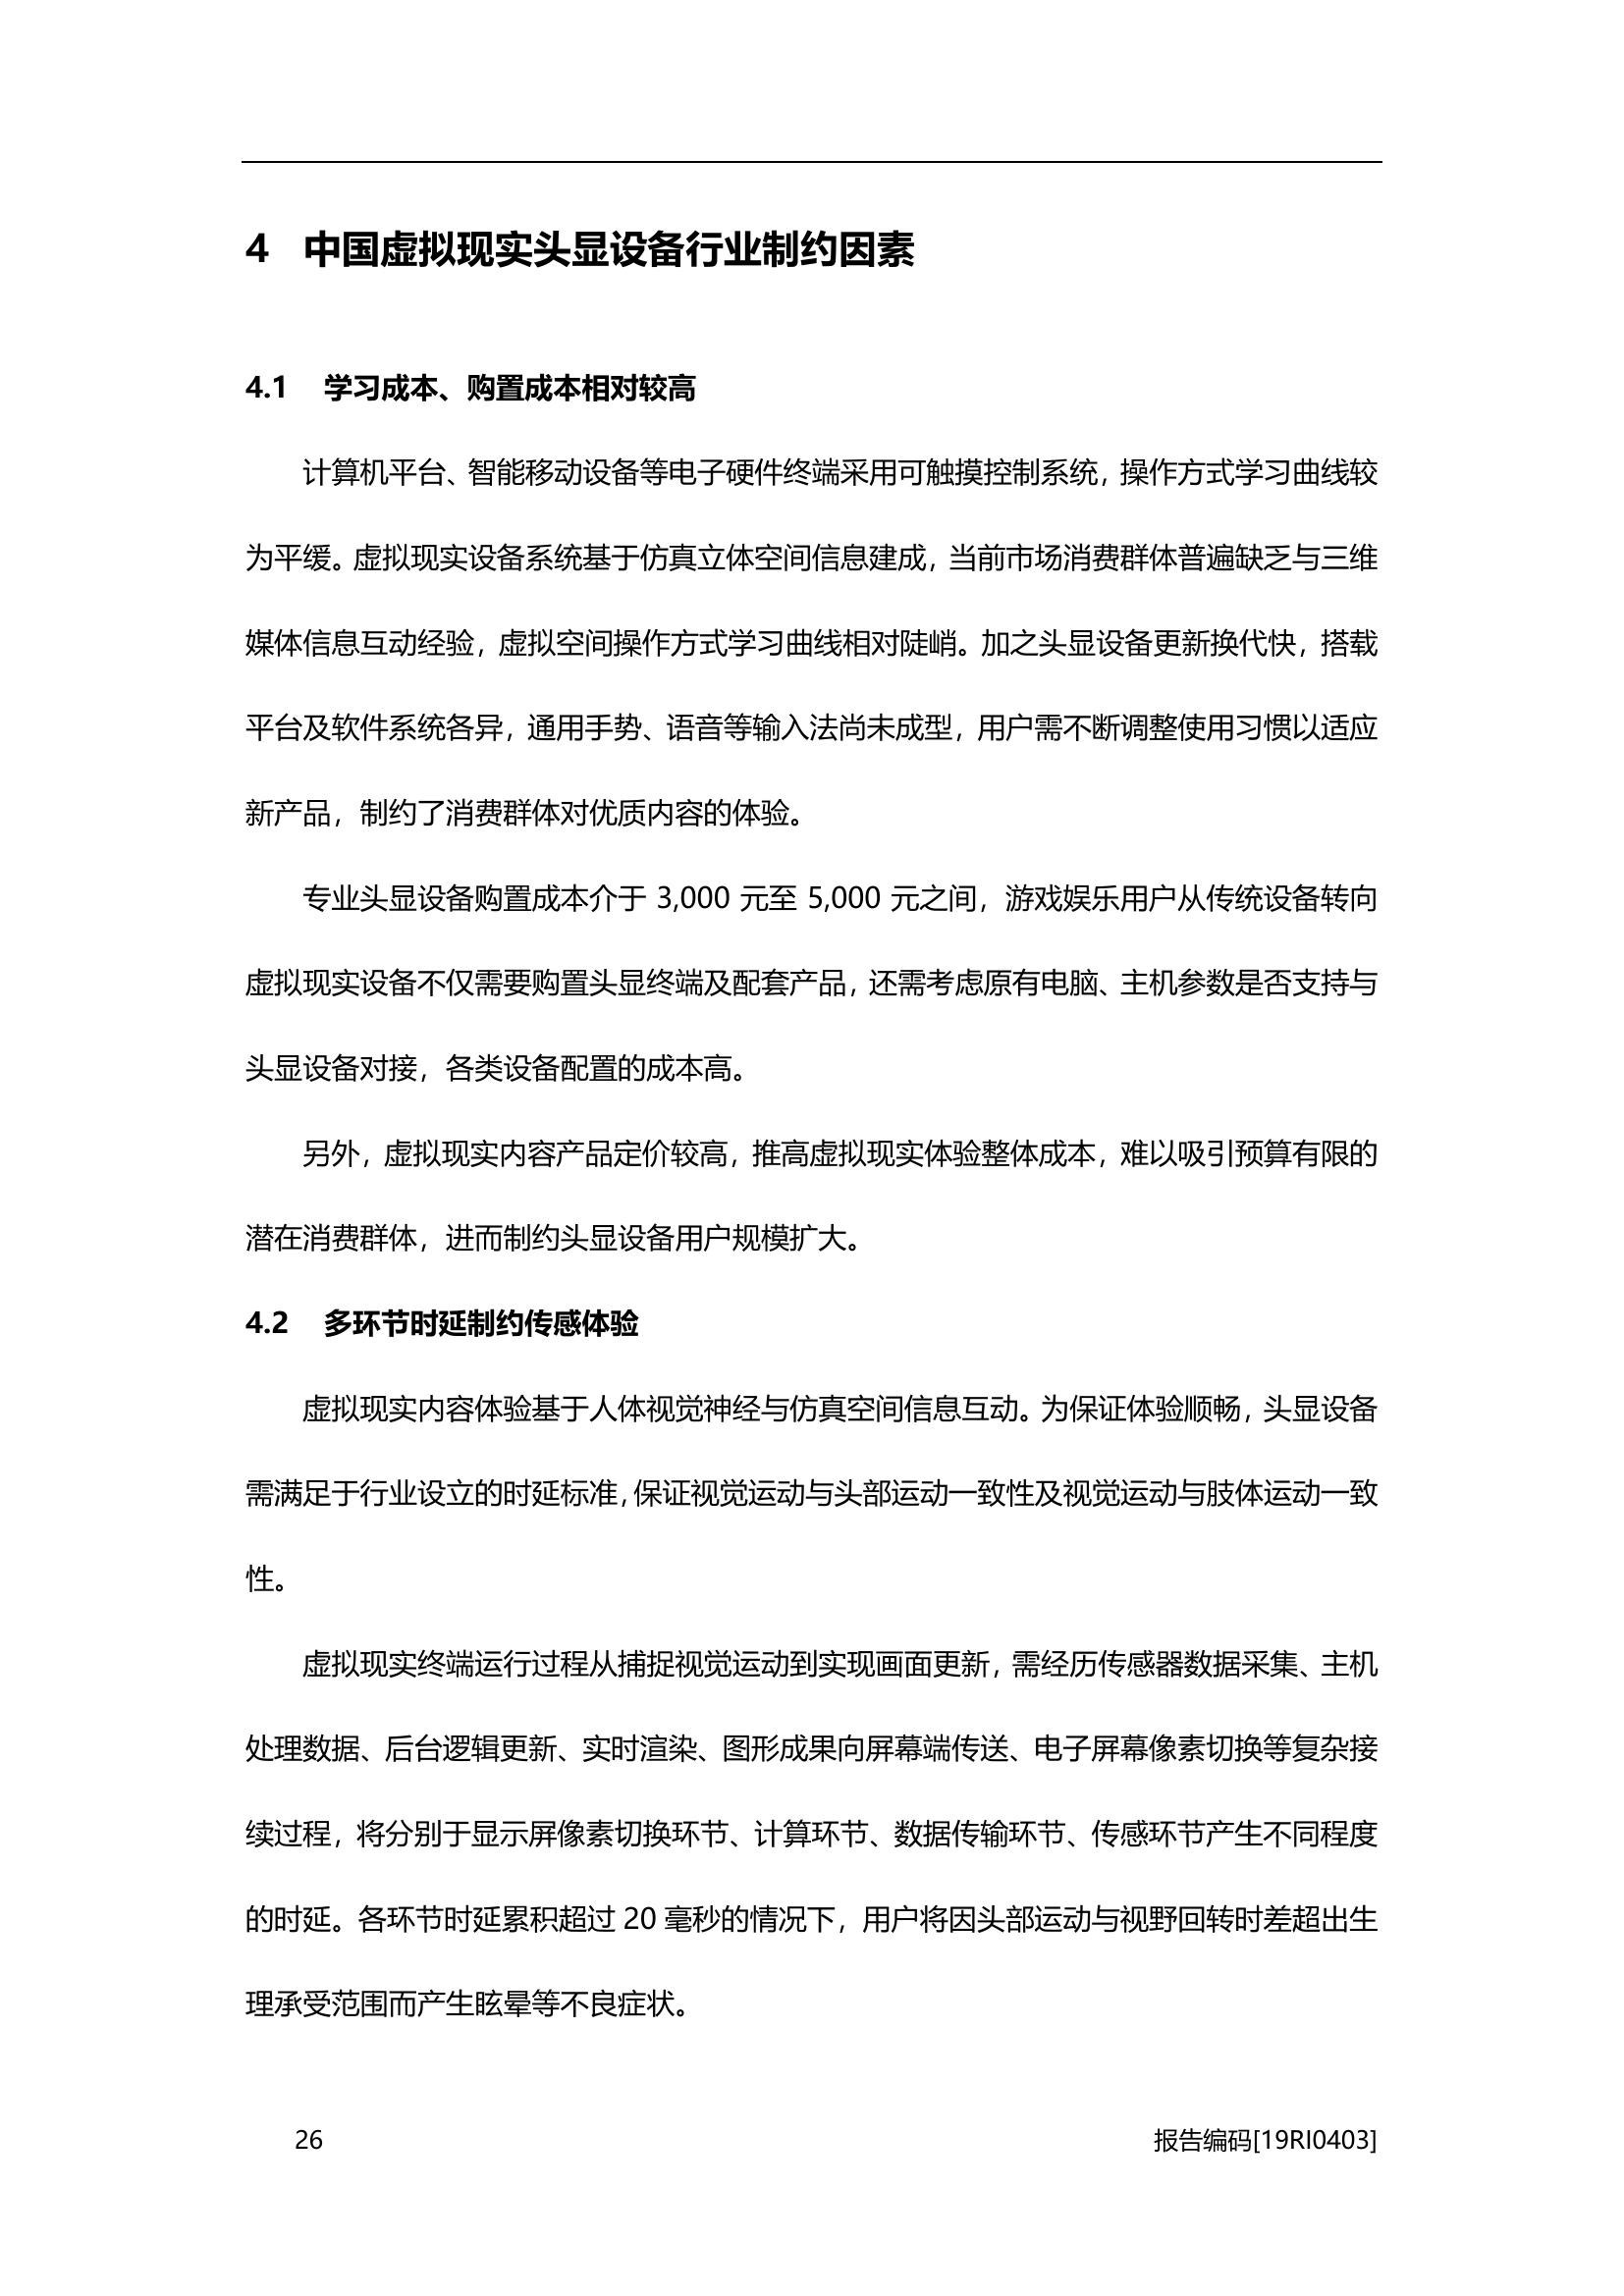 4 中国虚拟现实头显设备行业制约因素
4.1 学习成本、购置成本相对较高
计算机平台、智能移动设备等电子硬件终端采用可触摸控制系统，操作方式学习曲线较
为平缓。虚拟现实设备系统基于仿真立体空间信息建成，当前市场消费群体普遍缺乏与三维
媒体信息互动经验，虚拟空间操作方式学习曲线相对陡峭。加之头显设备更新换代快，搭载
平台及软件系统各异，通用手势、语音等输入法尚未成型，用户需不断调整使用习惯以适应
新产品，制约了消费群体对优质内容的体验。
专业头显设备购置成本介于 3,000 元至 5,000 元之间，游戏娱乐用户从传统设备转向
虚拟现实设备不仅需要购置头显终端及配套产品，还需考虑原有电脑、主机参数是否支持与
头显设备对接，各类设备配置的成本高。
另外，虚拟现实内容产品定价较高，推高虚拟现实体验整体成本，难以吸引预算有限的
潜在消费群体，进而制约头显设备用户规模扩大。
4.2 多环节时延制约传感体验
虚拟现实内容体验基于人体视觉神经与仿真空间信息互动。为保证体验顺畅，头显设备
需满足于行业设立的时延标准，保证视觉运动与头部运动一致性及视觉运动与肢体运动一致
性。
虚拟现实终端运行过程从捕捉视觉运动到实现画面更新，需经历传感器数据采集、主机
处理数据、后台逻辑更新、实时渲染、图形成果向屏幕端传送、电子屏幕像素切换等复杂接
续过程，将分别于显示屏像素切换环节、计算环节、数据传输环节、传感环节产生不同程度
的时延。各环节时延累积超过 20 毫秒的情况下，用户将因头部运动与视野回转时差超出生
理承受范围而产生眩晕等不良症状。
26 报告编码[19RI0403]